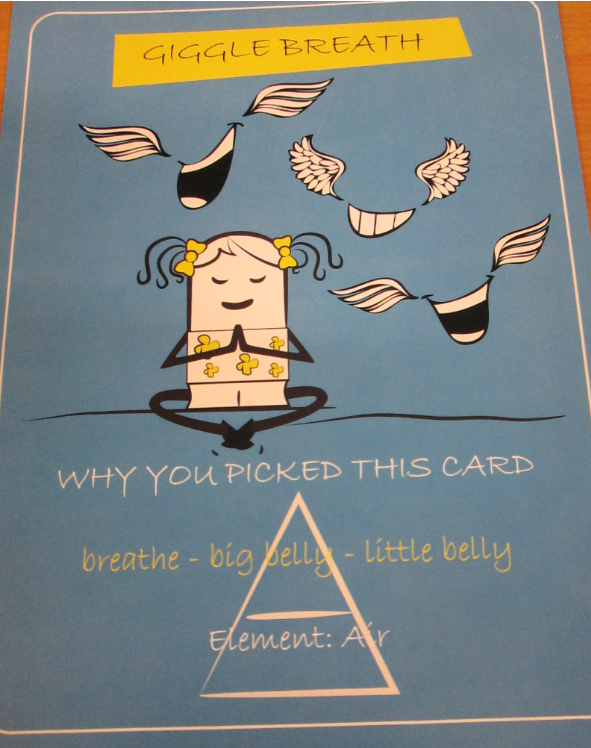 GIGGLE BREATH
WHY YOU PICKED THIS CARD
breathe - big belly - little belly
Element: Air